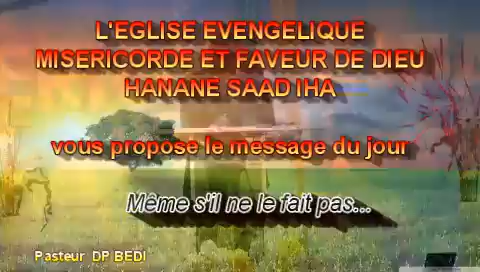 L'EGLISE EVENGELIQUE
MISERICORDE ET FAVEUR DE DIEU
HANANE SAAD IHA
vous propose le message du jour
Même s'il ne le fait pas...
Pasteur DP BEDI